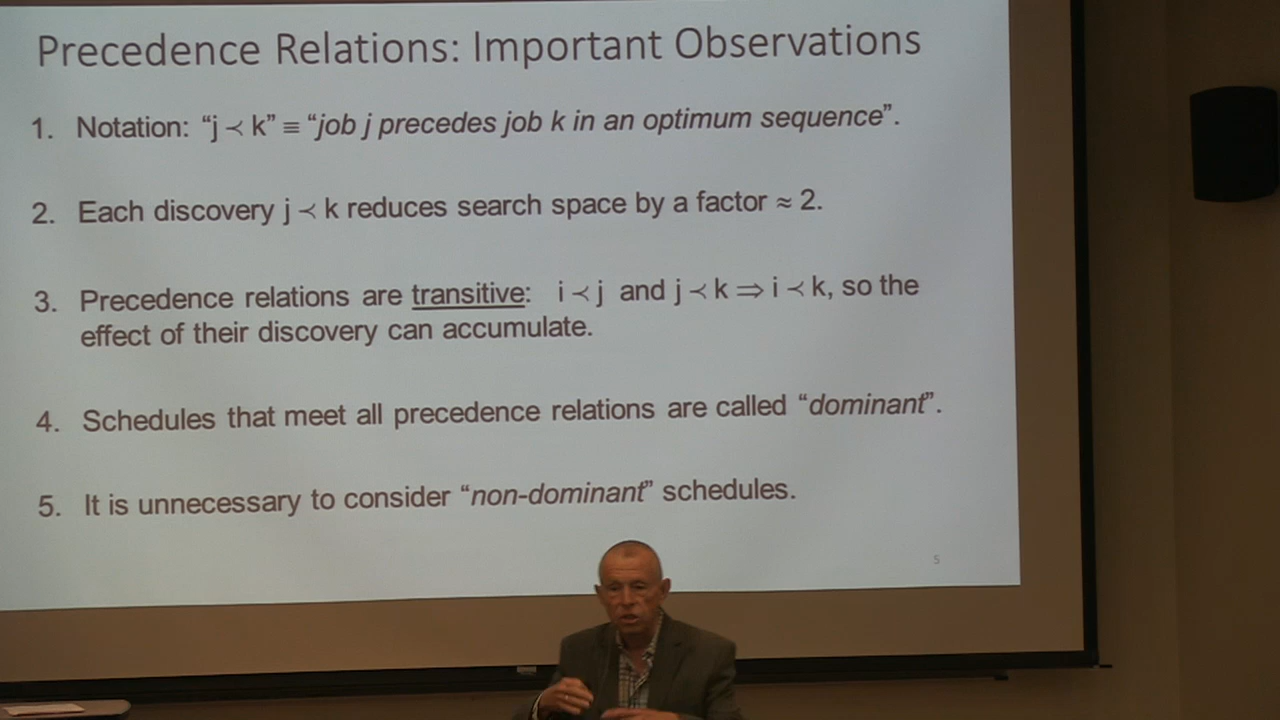 Precedence Relations: Important Observations
1. Notation: “j ≺ k” ≡ “job j precedes job k in an optimum sequence”.
2. Each discovery j ≺ k reduces search space by a factor ≈ 2.
3. Precedence relations are transitive: i ≺ j and j ≺ k ⇒ i ≺ k, so the
effect of their discovery can accumulate.
4. Schedules that meet all precedence relations are called “dominant”.
5. It is unnecessary to consider “non-dominant” schedules.
5